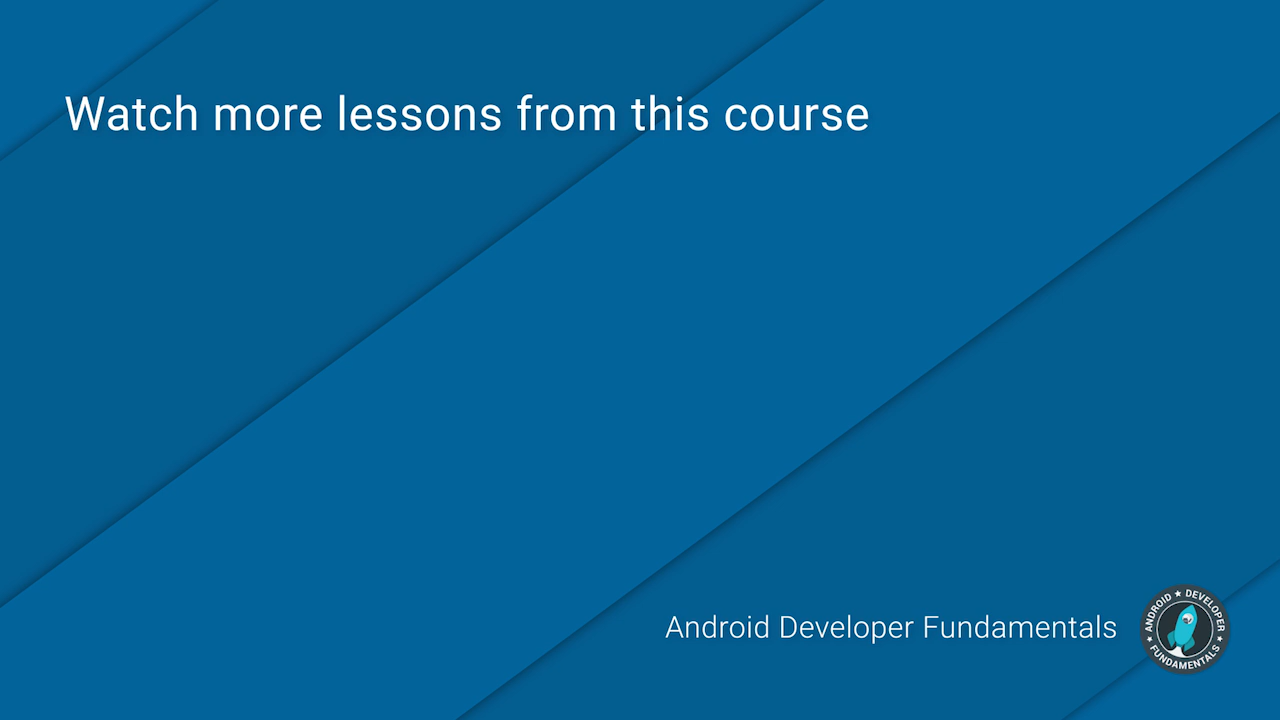 Watch more lessons from this course
Android Developer Fundamentals
ANDROID ★ DEVELOPER
★ FUNDAMENTALS ★